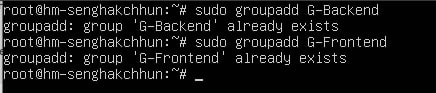 root@hm-senghakchhun:~# sudo groupadd G-Backend
groupadd: group 'G-Backend' already exists
root@hm-senghakchhun:~# sudo groupadd G-Frontend
groupadd: group 'G-Frontend' already exists
root@hm-senghakchhun:~# _